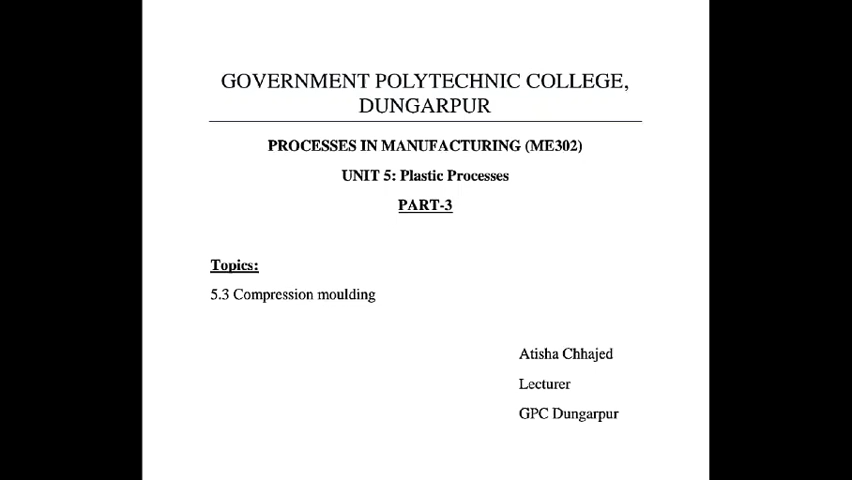 GOVERNMENT POLYTECHNIC COLLEGE,
DUNGARPUR
PROCESSES IN MANUFACTURING (ME302)
UNIT 5: Plastic Processes
PART-3
Topics:
5.3 Compression moulding
Atisha Chhajed
Lecturer
GPC Dungarpur